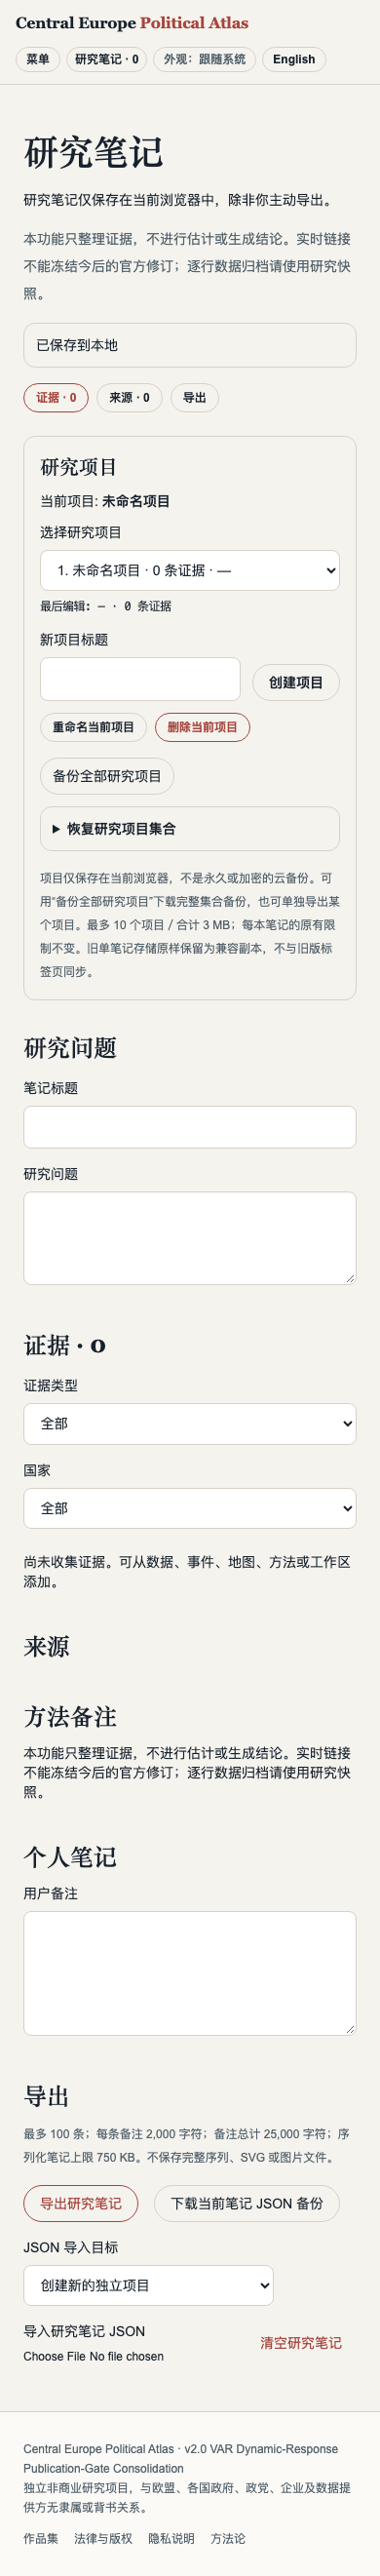 Central Europe Political Atlas
菜单
研究笔记 · 0
外观：跟随系统
English
研究笔记
研究笔记仅保存在当前浏览器中，除非你主动导出。
本功能只整理证据，不进行估计或生成结论。实时链接
不能冻结今后的官方修订；逐行数据归档请使用研究快
照。
已保存到本地
证据 · 0
来源 · 0
导出
研究项目
当前项目: 未命名项目
选择研究项目
1. 未命名项目 · 0 条证据 · —
最后编辑: — · 0 条证据
新项目标题
创建项目
重命名当前项目
删除当前项目
备份全部研究项目
▶ 恢复研究项目集合
项目仅保存在当前浏览器，不是永久或加密的云备份。可
用“备份全部研究项目”下载完整集合备份，也可单独导出某
个项目。最多 10 个项目 / 合计 3 MB；每本笔记的原有限
制不变。旧单笔记存储原样保留为兼容副本，不与旧版标
签页同步。
研究问题
笔记标题
研究问题
证据 · 0
证据类型
全部
国家
全部
尚未收集证据。可从数据、事件、地图、方法或工作区
添加。
来源
方法备注
本功能只整理证据，不进行估计或生成结论。实时链接
不能冻结今后的官方修订；逐行数据归档请使用研究快
照。
个人笔记
用户备注
导出
最多 100 条；每条备注 2,000 字符；备注总计 25,000 字符；序
列化笔记上限 750 KB。不保存完整序列、SVG 或图片文件。
导出研究笔记
下载当前笔记 JSON 备份
JSON 导入目标
创建新的独立项目
导入研究笔记 JSON
Choose File No file chosen
清空研究笔记
Central Europe Political Atlas · v2.0 VAR Dynamic-Response
Publication-Gate Consolidation
独立非商业研究项目，与欧盟、各国政府、政党、企业及数据提
供方无隶属或背书关系。
作品集
法律与版权
隐私说明
方法论